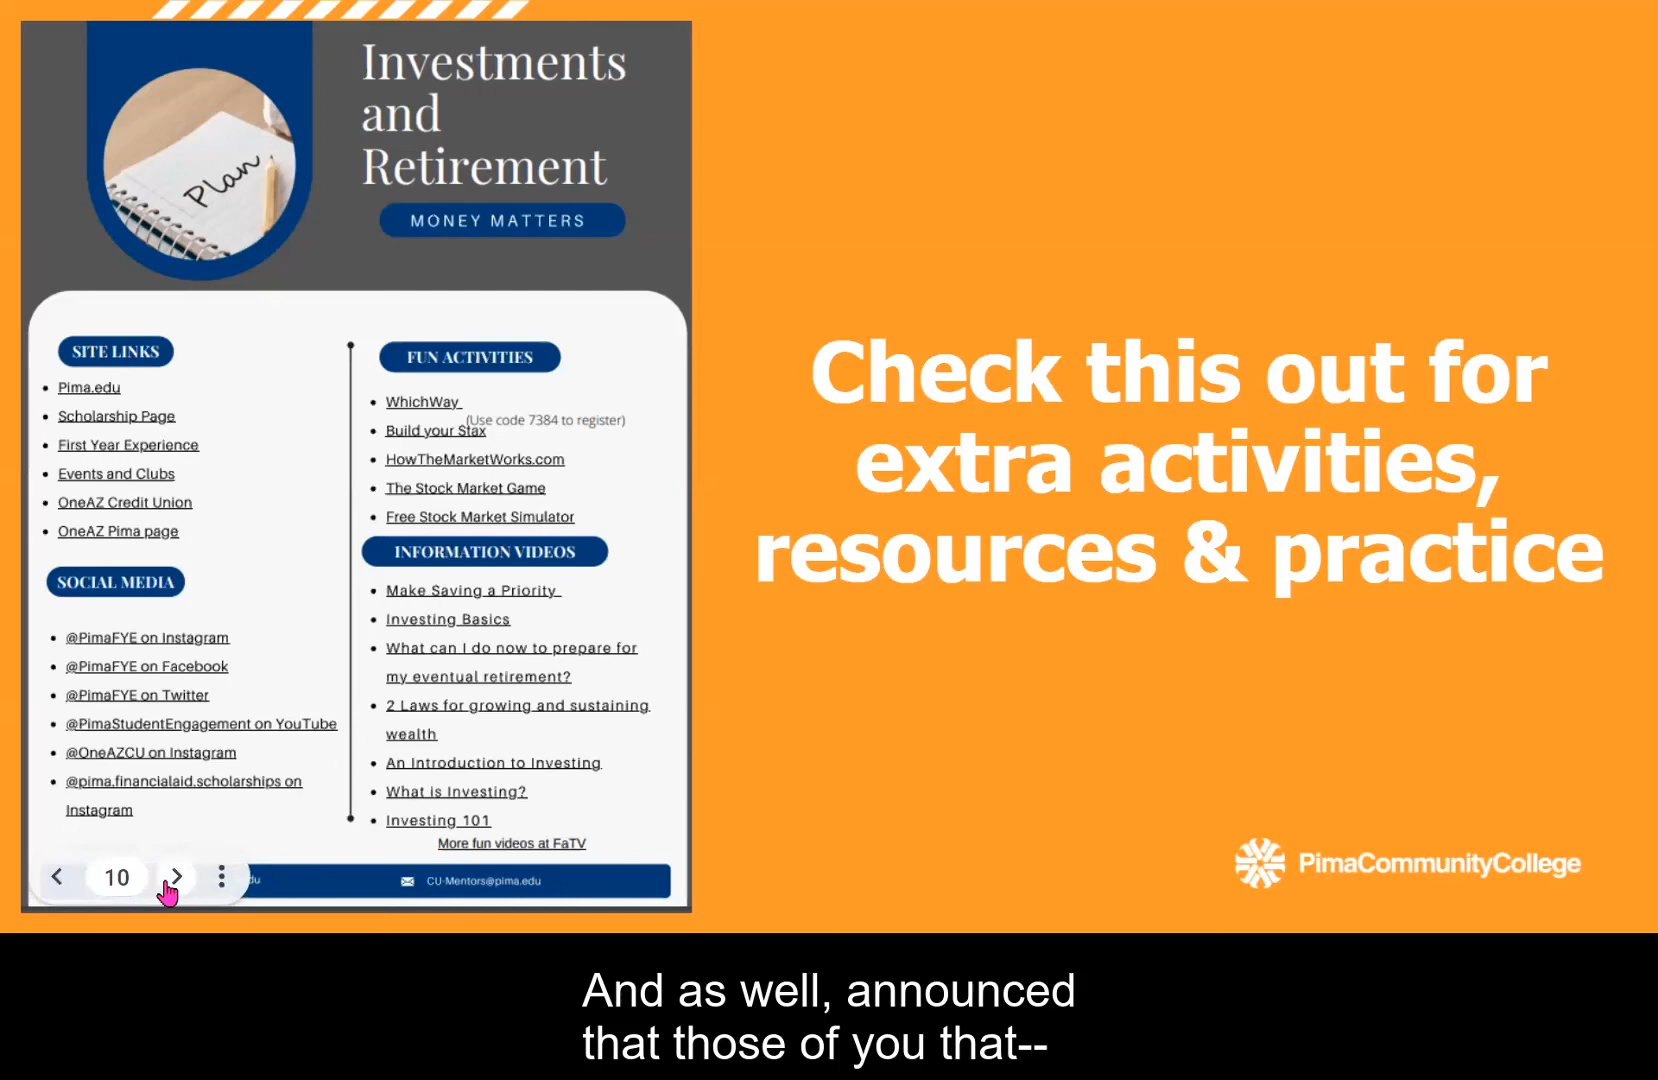 Plan
Investments
and
Retirement
MONEY MATTERS
SITE LINKS
Pima.edu
Scholarship Page
First Year Experience
Events and Clubs
OneAZ Credit Union
OneAZ Pima page
SOCIAL MEDIA
@PimaFYE on Instagram
@PimaFYE on Facebook
@PimaFYE on Twitter
@PimaStudentEngagement on YouTube
@OneAZCU on Instagram
@pima.financialaid.scholarships on
Instagram
FUN ACTIVITIES
WhichWay
(Use code 7384 to register)
Build your Stax
HowTheMarketWorks.com
The Stock Market Game
Free Stock Market Simulator
INFORMATION VIDEOS
Make Saving a Priority
Investing Basics
What can I do now to prepare for
my eventual retirement?
2 Laws for growing and sustaining
wealth
An Introduction to Investing
What is Investing?
Investing 101
More fun videos at FaTV
10
du
CU-Mentors@pima.edu
Check this out for
extra activities,
resources & practice
PimaCommunityCollege
And as well, announced
that those of you that--